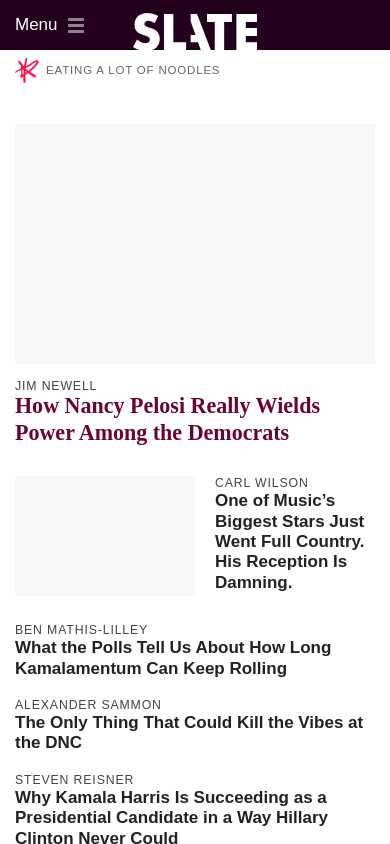 Menu
SLATE
EATING A LOT OF NOODLES
JIM NEWELL
How Nancy Pelosi Really Wields
Power Among the Democrats
CARL WILSON
One of Music’s
Biggest Stars Just
Went Full Country.
His Reception Is
Damning.
BEN MATHIS-LILLEY
What the Polls Tell Us About How Long
Kamalamentum Can Keep Rolling
ALEXANDER SAMMON
The Only Thing That Could Kill the Vibes at
the DNC
STEVEN REISNER
Why Kamala Harris Is Succeeding as a
Presidential Candidate in a Way Hillary
Clinton Never Could